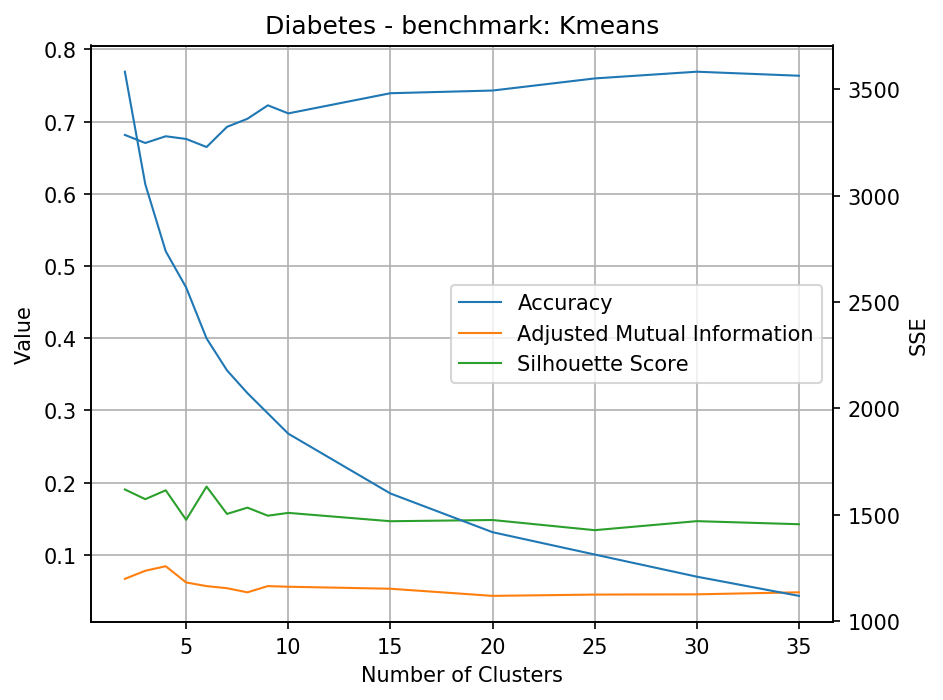 Diabetes - benchmark: Kmeans
0.8
0.7
0.6
0.5
0.4
0.3
0.2
0.1
Value
3500
3000
2500
2000
1500
1000
SSE
Accuracy
Adjusted Mutual Information
Silhouette Score
5 10 15 20 25 30 35
Number of Clusters